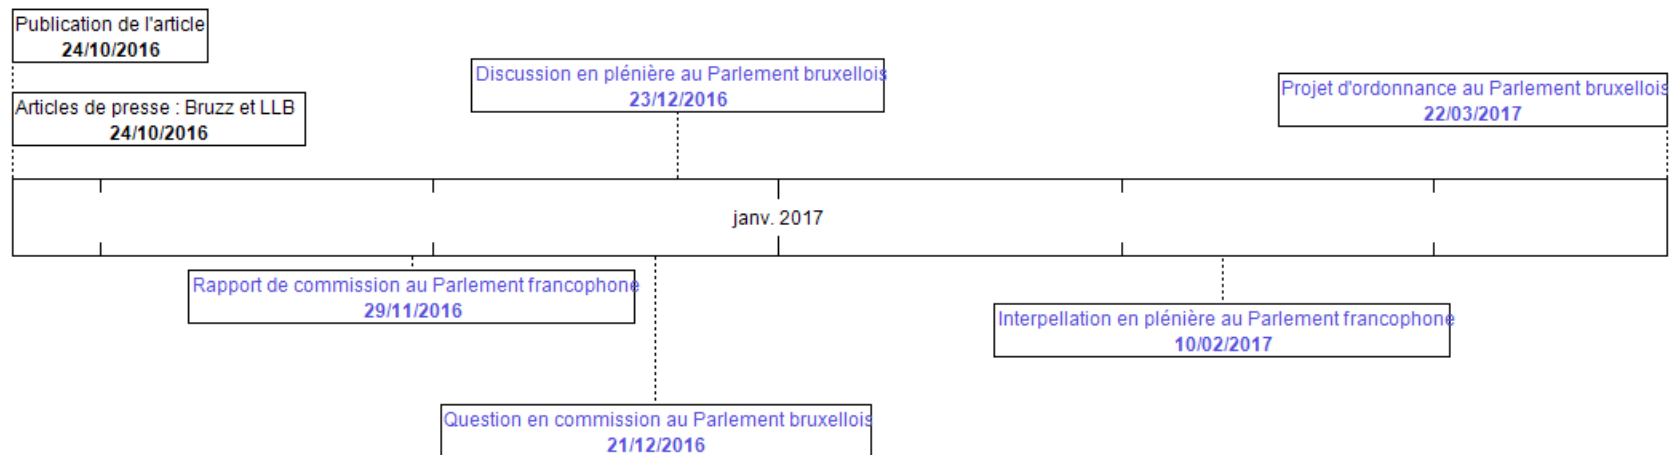 Publication de l'article
24/10/2016
Articles de presse : Bruzz et LLB
24/10/2016
Discussion en plénière au Parlement bruxellois
23/12/2016
Projet d'ordonnance au Parlement bruxellois
22/03/2017
janv. 2017
Rapport de commission au Parlement francophone
29/11/2016
Interpellation en plénière au Parlement francophone
10/02/2017
Question en commission au Parlement bruxellois
21/12/2016